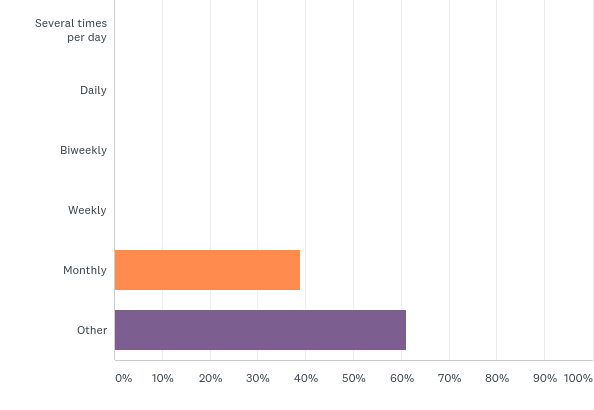 Several times
per day
Daily
Biweekly
Weekly
Monthly
Other
0% 10% 20% 30% 40% 50% 60% 70% 80% 90% 100%